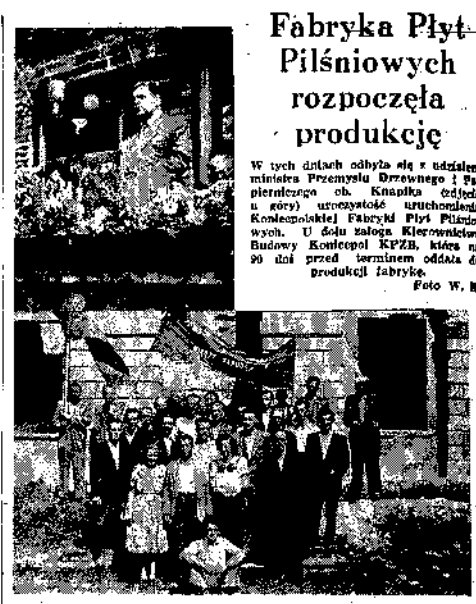 Fabryka Płyt
Pilśniowych
rozpoczęła
produkcję
W tych dniach odbyła się z udziałem
ministra Przemysłu Drzewnego i Pa
pierniczego ob. Knapika (zdjęcie
u góry) uroczystość uruchomienia
Koniecpolskiej Fabryki Płyt Pilśnio
wych. U dołu załoga Kierownictwa
Budowy Koniecpol KPZB, która na
90 dni przed terminem oddała do
produkcji fabrykę.
Foto W.